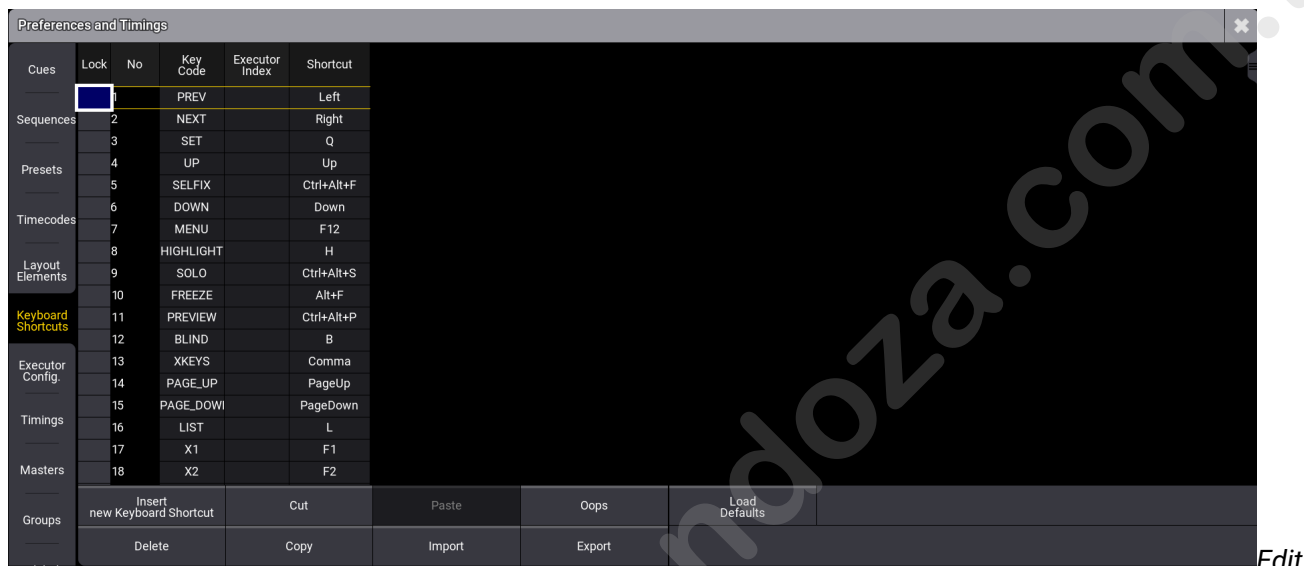 Preferences and Timings
Cues
Sequences
Presets
Timecodes
Layout
Elements
Keyboard
Shortcuts
Executor
Config.
Timings
Masters
Groups
Lock No Key Code Executor Index Shortcut
1 PREV Left
2 NEXT Right
3 SET Q
4 UP Up
5 SELFIX Ctrl+Alt+F
6 DOWN Down
7 MENU F12
8 HIGHLIGHT H
9 SOLO Ctrl+Alt+S
10 FREEZE Alt+F
11 PREVIEW Ctrl+Alt+P
12 BLIND B
13 XKEYS Comma
14 PAGE_UP PageUp
15 PAGE_DOW PageDown
16 LIST L
17 X1 F1
18 X2 F2
Insert
new Keyboard Shortcut
Cut Paste Oops Load
Defaults
Delete Copy Import Export
Edit
ndoza.com